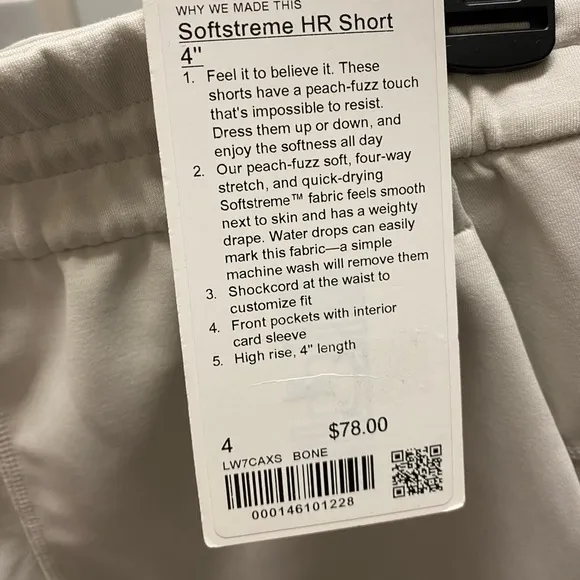 WHY WE MADE THIS
Softstreme HR Short
4"
1. Feel it to believe it. These
shorts have a peach-fuzz touch
that's impossible to resist.
Dress them up or down, and
enjoy the softness all day
2. Our peach-fuzz soft, four-way
stretch, and quick-drying
Softstreme™ fabric feels smooth
next to skin and has a weighty
drape. Water drops can easily
mark this fabric—a simple
machine wash will remove them
3. Shockcord at the waist to
customize fit
4. Front pockets with interior
card sleeve
5. High rise, 4" length
4 $78.00
LW7CAXS BONE
000146101228